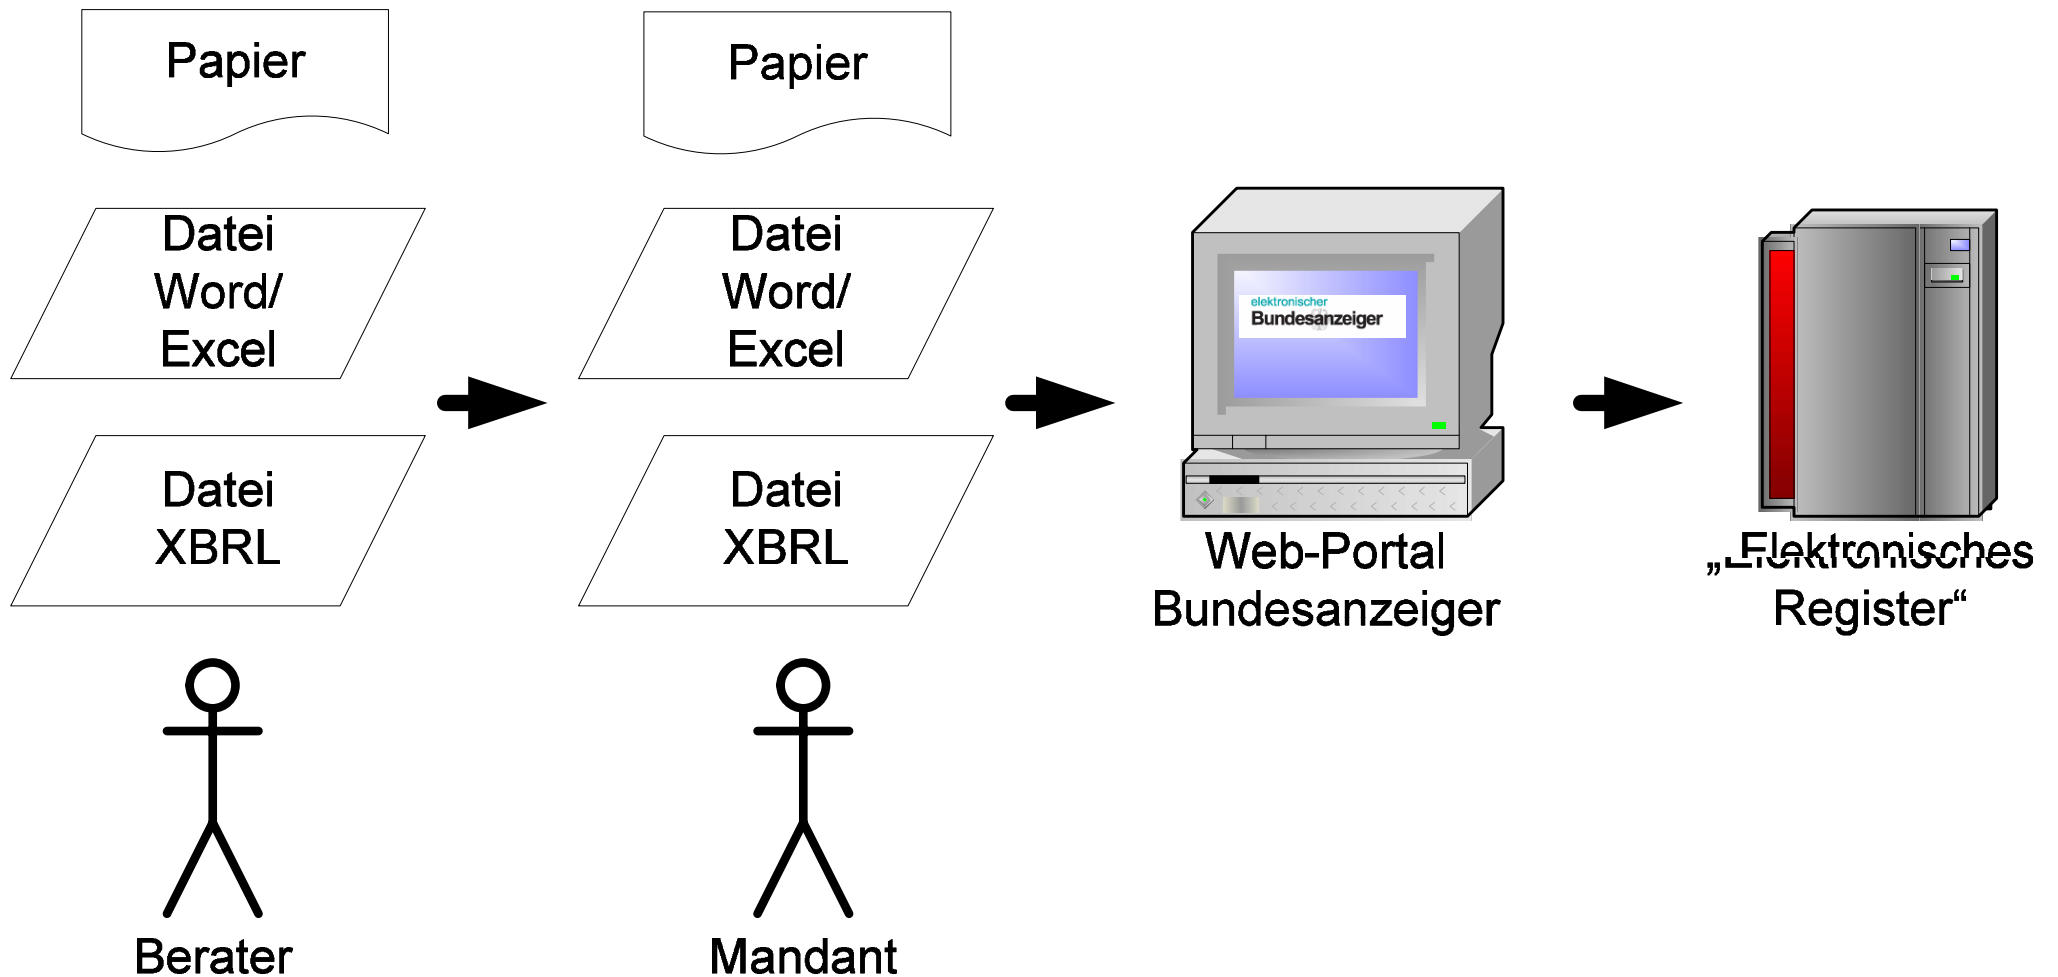 Papier
Datei
Word/
Excel
Datei
XBRL
Berater
Papier
Datei
Word/
Excel
Datei
XBRL
Mandant
elektronischer
Bundesanzeiger
Web-Portal
Bundesanzeiger
„Elektronisches
Register“